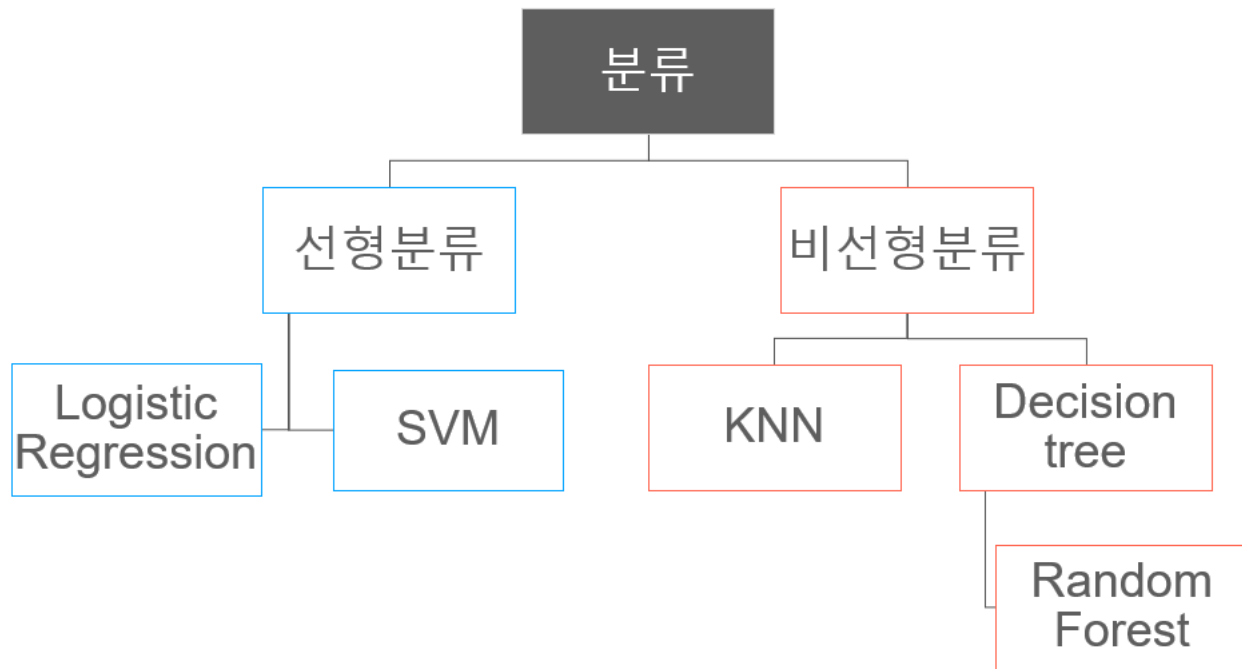 분류
선형분류
비선형분류
Logistic
Regression
SVM
KNN
Decision
tree
Random
Forest